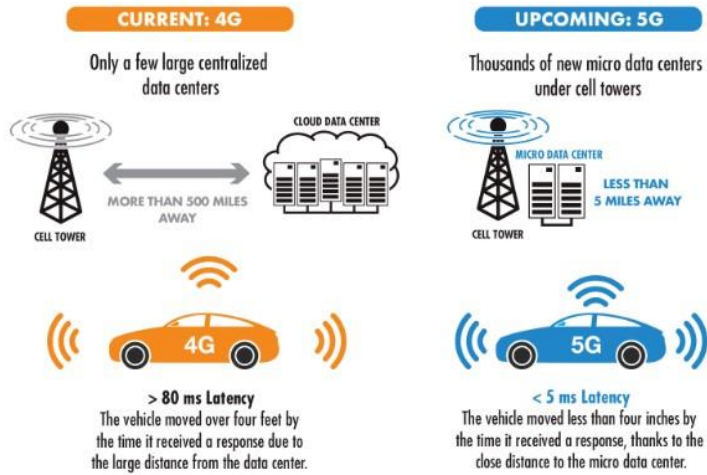 CURRENT: 4G
Only a few large centralized
data centers
CLOUD DATA CENTER
MORE THAN 500 MILES
AWAY
CELL TOWER
4G
> 80 ms Latency
The vehicle moved over four feet by
the time it received a response due to
the large distance from the data center.
UPCOMING: 5G
Thousands of new micro data centers
under cell towers
MICRO DATA CENTER
LESS THAN
5 MILES AWAY
CELL TOWER
5G
< 5 ms Latency
The vehicle moved less than four inches by
the time it received a response, thanks to the
close distance to the micro data center.